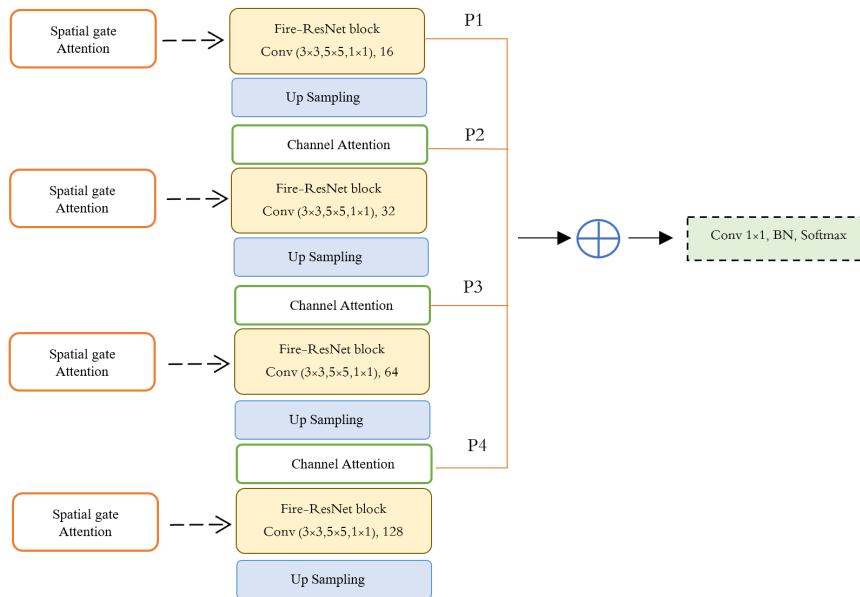 Spatial gate
Attention
Fire-ResNet block
Conv (3×3,5×5,1×1), 16
P1
Up Sampling
Channel Attention
P2
Spatial gate
Attention
Fire-ResNet block
Conv (3×3,5×5,1×1), 32
Up Sampling
Conv 1×1, BN, Softmax
Channel Attention
P3
Spatial gate
Attention
Fire-ResNet block
Conv (3×3,5×5,1×1), 64
Up Sampling
Channel Attention
P4
Spatial gate
Attention
Fire-ResNet block
Conv (3×3,5×5,1×1), 128
Up Sampling